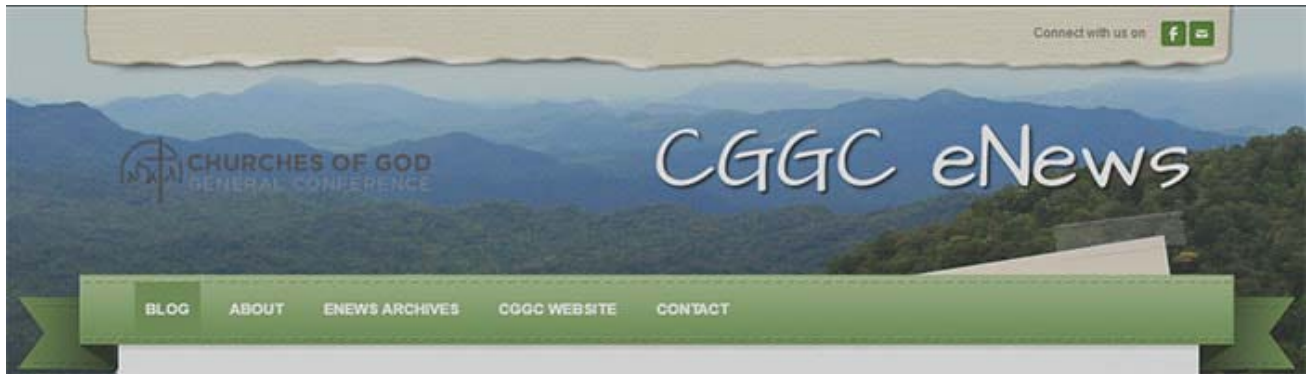 Connect with us on
CHURCHES OF GOD
GENERAL CONFERENCE
CGGC eNews
BLOG ABOUT ENEWS ARCHIVES CGGC WEBSITE CONTACT